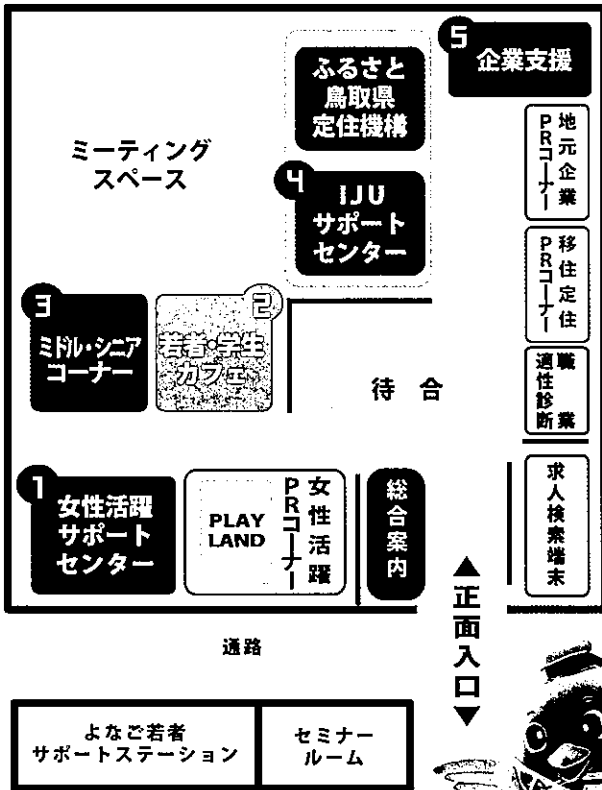 5
企業支援
ふるさと
鳥取県
定住機構
地元企業
PRコーナー
ミーティング
スペース
4
IJU
サポート
センター
移住定住
PRコーナー
3
ミドル・シニア
コーナー
2
若者・学生
カフェ
待合
職業
適性診断
1
女性活躍
サポート
センター
PLAY
LAND
女性活躍
PRコーナー
総合案内
求人検索端末
▲正面入口▼
通路
よなご若者
サポートステーション
セミナー
ルーム